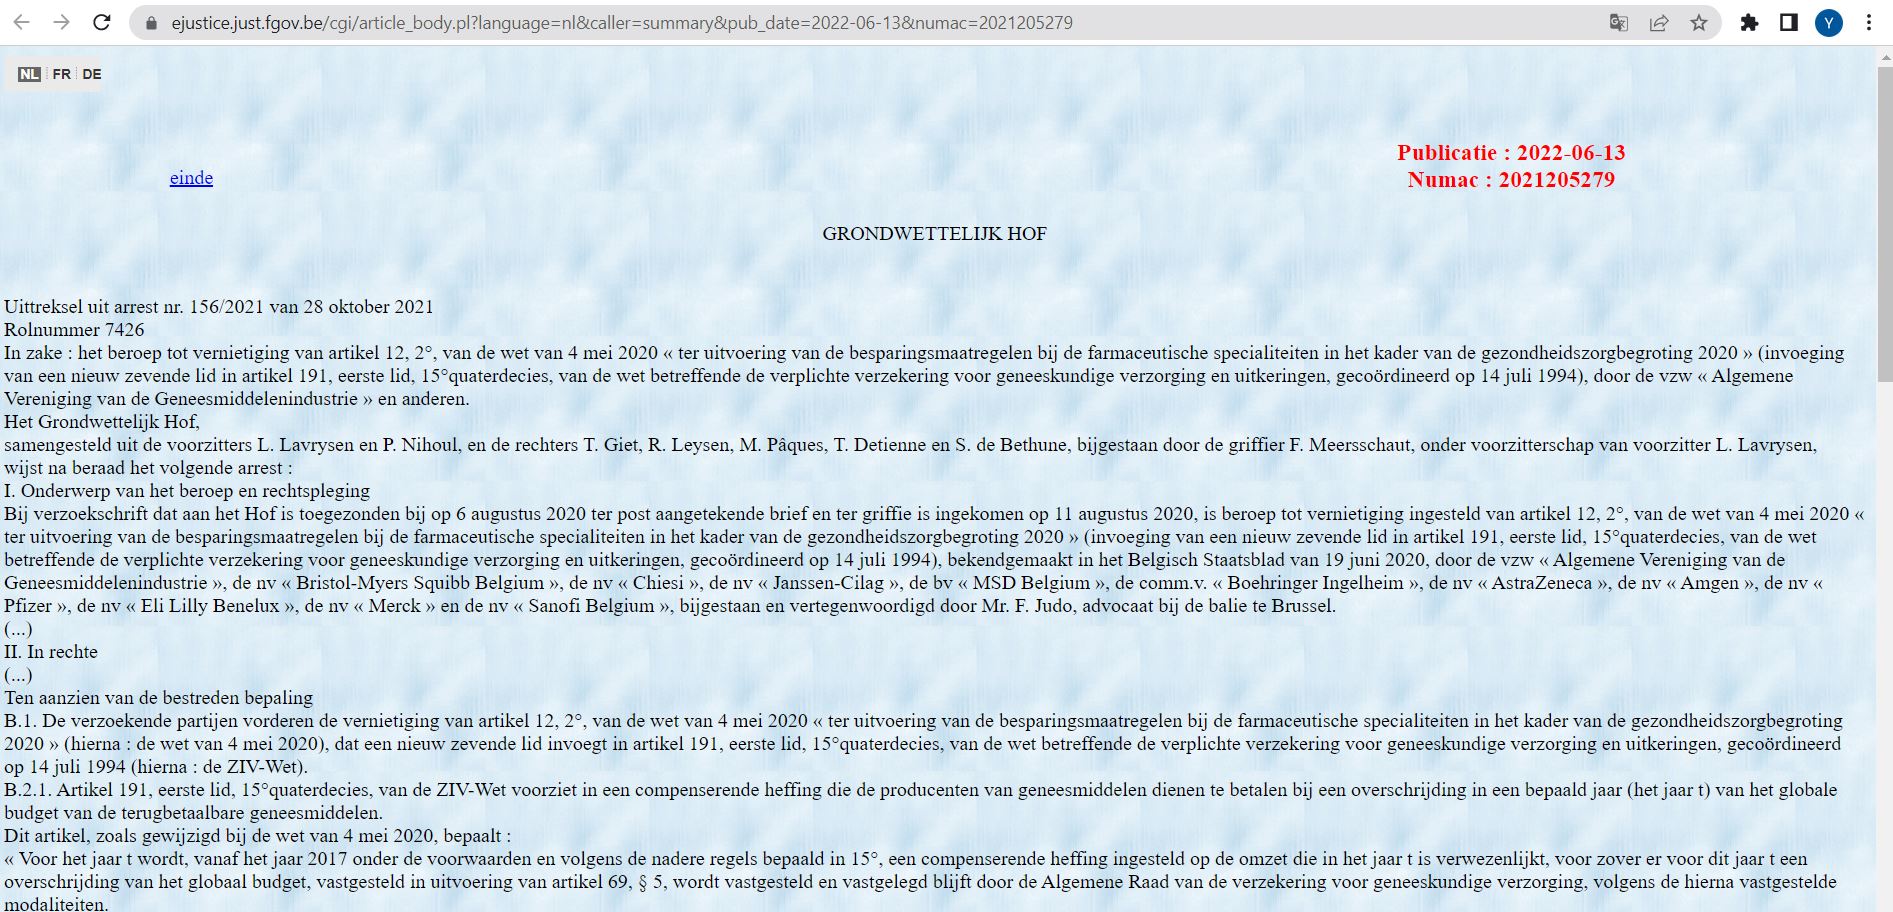 ejustice.just.fgov.be/cgi/article_body.pl?language=nl&caller=summary&pub_date=2022-06-13&numac=2021205279
Y
NL FR DE
Publicatie : 2022-06-13
einde
Numac : 2021205279
GRONDWETTELIJK HOF
Uittreksel uit arrest nr. 156/2021 van 28 oktober 2021
Rolnummer 7426
In zake : het beroep tot vernietiging van artikel 12, 2°, van de wet van 4 mei 2020 « ter uitvoering van de besparingsmaatregelen bij de farmaceutische specialiteiten in het kader van de gezondheidszorgbegroting 2020 » (invoeging
van een nieuw zevende lid in artikel 191, eerste lid, 15°quaterdecies, van de wet betreffende de verplichte verzekering voor geneeskundige verzorging en uitkeringen, gecoördineerd op 14 juli 1994), door de vzw « Algemene
Vereniging van de Geneesmiddelenindustrie » en anderen.
Het Grondwettelijk Hof,
samengesteld uit de voorzitters L. Lavrysen en P. Nihoul, en de rechters T. Giet, R. Leysen, M. Pâques, T. Detienne en S. de Bethune, bijgestaan door de griffier F. Meersschaut, onder voorzitterschap van voorzitter L. Lavrysen,
wijst na beraad het volgende arrest :
I. Onderwerp van het beroep en rechtspleging
Bij verzoekschrift dat aan het Hof is toegezonden bij op 6 augustus 2020 ter post aangetekende brief en ter griffie is ingekomen op 11 augustus 2020, is beroep tot vernietiging ingesteld van artikel 12, 2°, van de wet van 4 mei 2020 «
ter uitvoering van de besparingsmaatregelen bij de farmaceutische specialiteiten in het kader van de gezondheidszorgbegroting 2020 » (invoeging van een nieuw zevende lid in artikel 191, eerste lid, 15°quaterdecies, van de wet
betreffende de verplichte verzekering voor geneeskundige verzorging en uitkeringen, gecoördineerd op 14 juli 1994), bekendgemaakt in het Belgisch Staatsblad van 19 juni 2020, door de vzw « Algemene Vereniging van de
Geneesmiddelenindustrie », de nv « Bristol-Myers Squibb Belgium », de nv « Chiesi », de nv « Janssen-Cilag », de bv « MSD Belgium », de comm.v. « Boehringer Ingelheim », de nv « AstraZeneca », de nv « Amgen », de nv «
Pfizer », de nv « Eli Lilly Benelux », de nv « Merck » en de nv « Sanofi Belgium », bijgestaan en vertegenwoordigd door Mr. F. Judo, advocaat bij de balie te Brussel.
(...)
II. In rechte
(...)
Ten aanzien van de bestreden bepaling
B.1. De verzoekende partijen vorderen de vernietiging van artikel 12, 2°, van de wet van 4 mei 2020 « ter uitvoering van de besparingsmaatregelen bij de farmaceutische specialiteiten in het kader van de gezondheidszorgbegroting
2020 » (hierna : de wet van 4 mei 2020), dat een nieuw zevende lid invoegt in artikel 191, eerste lid, 15°quaterdecies, van de wet betreffende de verplichte verzekering voor geneeskundige verzorging en uitkeringen, gecoördineerd
op 14 juli 1994 (hierna : de ZIV-Wet).
B.2.1. Artikel 191, eerste lid, 15°quaterdecies, van de ZIV-Wet voorziet in een compenserende heffing die de producenten van geneesmiddelen dienen te betalen bij een overschrijding in een bepaald jaar (het jaar t) van het globale
budget van de terugbetaalbare geneesmiddelen.
Dit artikel, zoals gewijzigd bij de wet van 4 mei 2020, bepaalt :
« Voor het jaar t wordt, vanaf het jaar 2017 onder de voorwaarden en volgens de nadere regels bepaald in 15°, een compenserende heffing ingesteld op de omzet die in het jaar t is verwezenlijkt, voor zover er voor dit jaar t een
overschrijding van het globaal budget, vastgesteld in uitvoering van artikel 69, § 5, wordt vastgesteld en vastgelegd blijft door de Algemene Raad van de verzekering voor geneeskundige verzorging, volgens de hierna vastgestelde
modaliteiten.